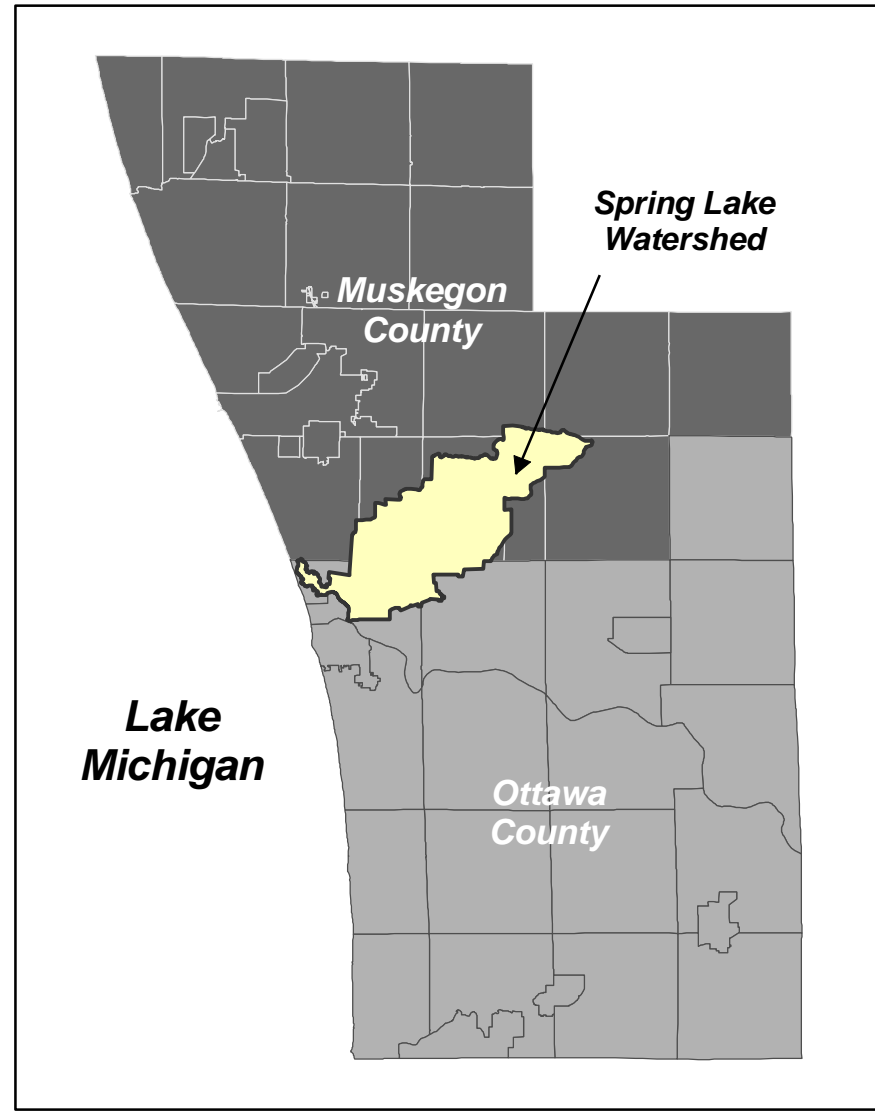 Spring Lake
Watershed
Muskegon
County
Lake
Michigan
Ottawa
County